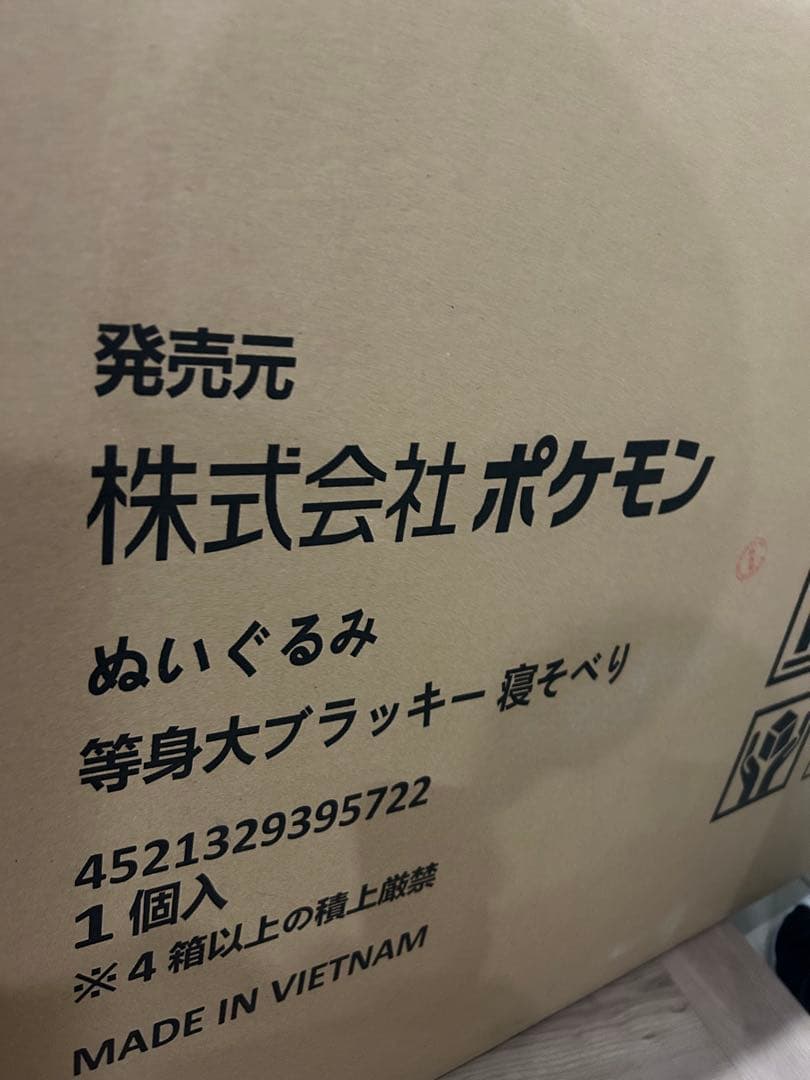 発売元
株式会社ポケモン
ぬいぐるみ
等身大ブラッキー 寝そべり
4521329395722
1個入
※4箱以上の積上厳禁
MADE IN VIETNAM